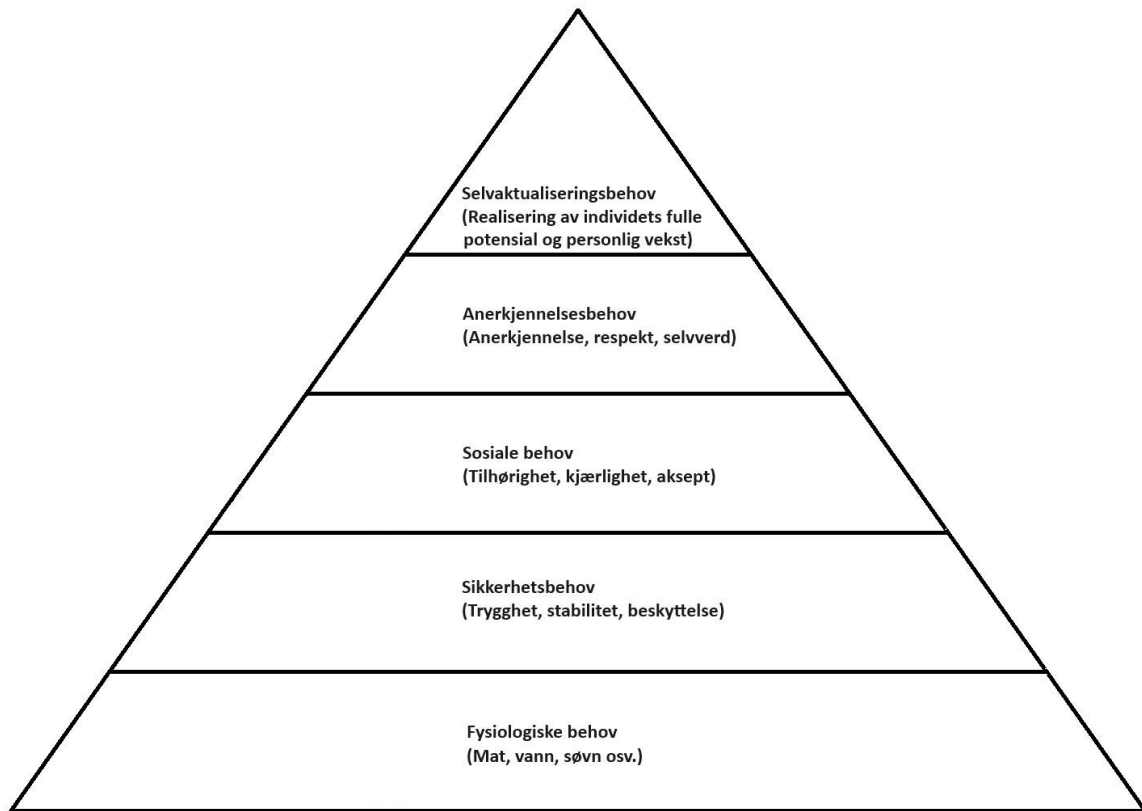 Selvaktualiseringsbehov
(Realisering av individets fulle
potensial og personlig vekst)
Anerkjennelsesbehov
(Anerkjennelse, respekt, selvverd)
Sosiale behov
(Tilhørighet, kjærlighet, aksept)
Sikkerhetsbehov
(Trygghet, stabilitet, beskyttelse)
Fysiologiske behov
(Mat, vann, søvn osv.)